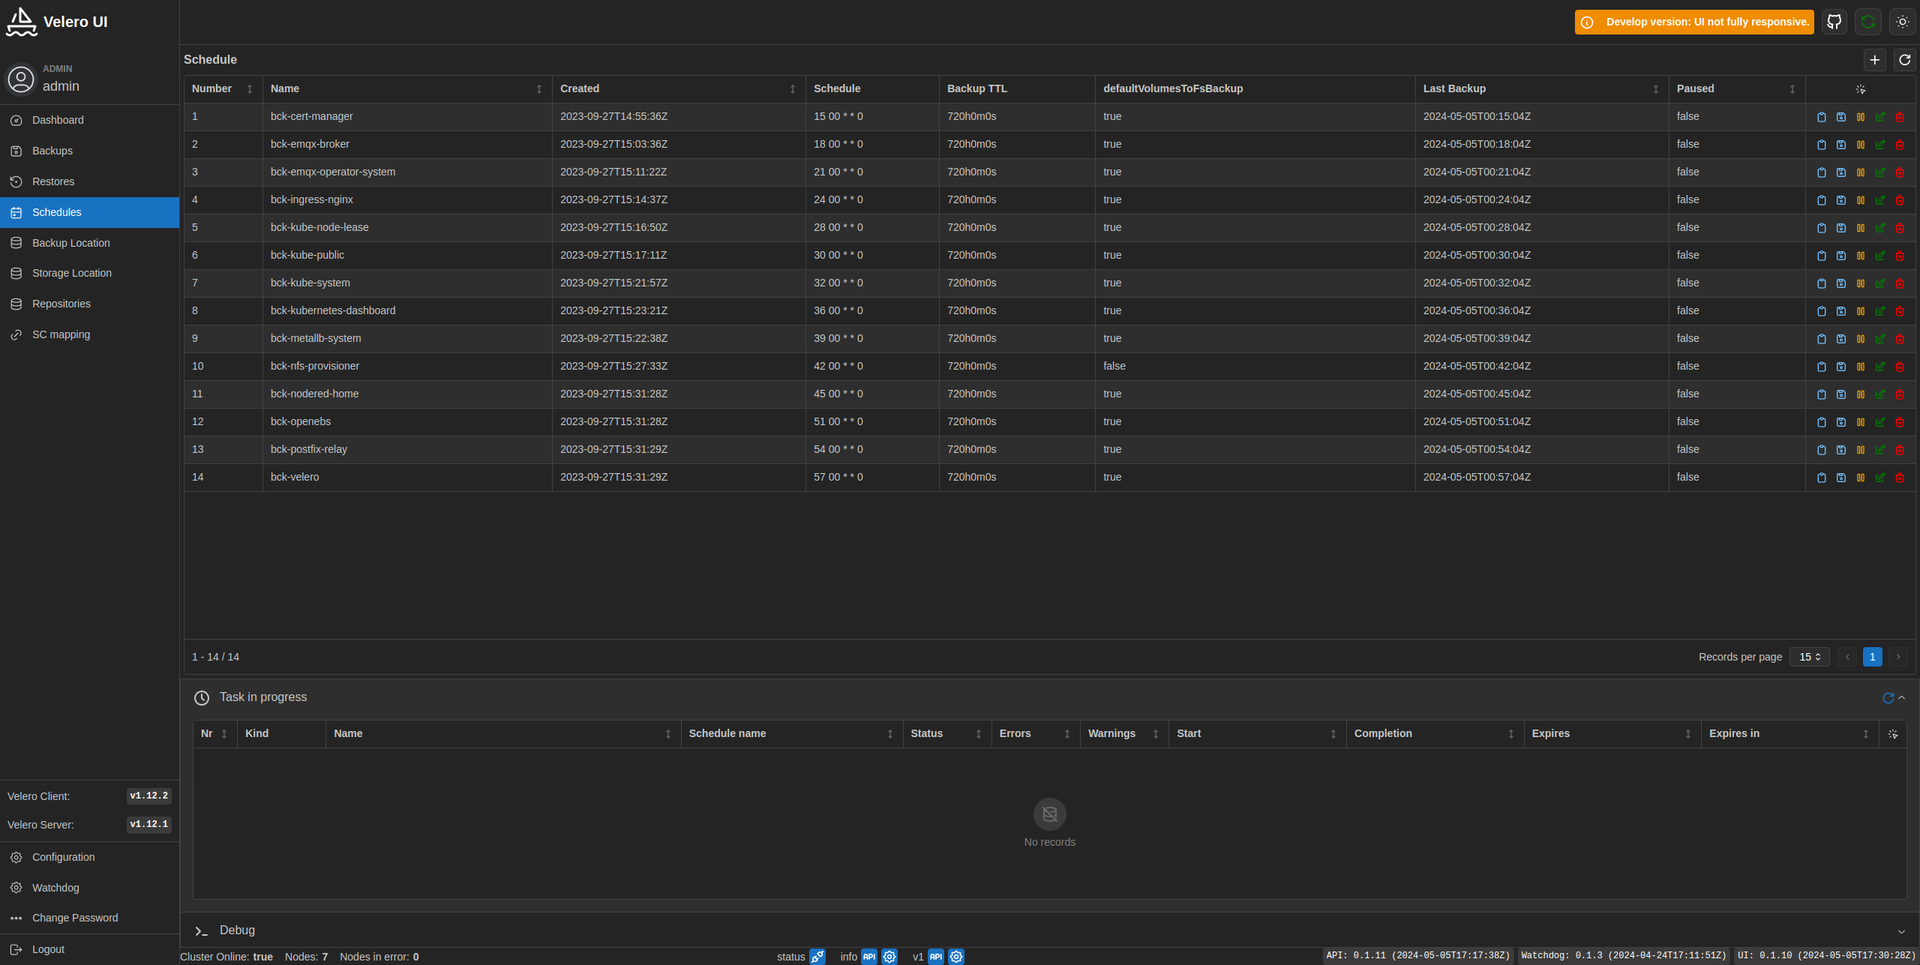 Velero UI
Develop version: UI not fully responsive.
ADMIN
admin
Dashboard
Backups
Restores
Schedules
Backup Location
Storage Location
Repositories
SC mapping
Velero Client: v1.12.2
Velero Server: v1.12.1
Configuration
Watchdog
Change Password
Logout
Schedule
Number Name Created Schedule Backup TTL defaultVolumesToFsBackup Last Backup Paused
1 bck-cert-manager 2023-09-27T14:55:36Z 15 00 * * 0 720h0m0s true 2024-05-05T00:15:04Z false
2 bck-emqx-broker 2023-09-27T15:03:36Z 18 00 * * 0 720h0m0s true 2024-05-05T00:18:04Z false
3 bck-emqx-operator-system 2023-09-27T15:11:22Z 21 00 * * 0 720h0m0s true 2024-05-05T00:21:04Z false
4 bck-ingress-nginx 2023-09-27T15:14:37Z 24 00 * * 0 720h0m0s true 2024-05-05T00:24:04Z false
5 bck-kube-node-lease 2023-09-27T15:16:50Z 28 00 * * 0 720h0m0s true 2024-05-05T00:28:04Z false
6 bck-kube-public 2023-09-27T15:17:11Z 30 00 * * 0 720h0m0s true 2024-05-05T00:30:04Z false
7 bck-kube-system 2023-09-27T15:21:57Z 32 00 * * 0 720h0m0s true 2024-05-05T00:32:04Z false
8 bck-kubernetes-dashboard 2023-09-27T15:23:21Z 36 00 * * 0 720h0m0s true 2024-05-05T00:36:04Z false
9 bck-metallb-system 2023-09-27T15:22:38Z 39 00 * * 0 720h0m0s true 2024-05-05T00:39:04Z false
10 bck-nfs-provisioner 2023-09-27T15:27:33Z 42 00 * * 0 720h0m0s false 2024-05-05T00:42:04Z false
11 bck-nodered-home 2023-09-27T15:31:28Z 45 00 * * 0 720h0m0s true 2024-05-05T00:45:04Z false
12 bck-openebs 2023-09-27T15:31:28Z 51 00 * * 0 720h0m0s true 2024-05-05T00:51:04Z false
13 bck-postfix-relay 2023-09-27T15:31:29Z 54 00 * * 0 720h0m0s true 2024-05-05T00:54:04Z false
14 bck-velero 2023-09-27T15:31:29Z 57 00 * * 0 720h0m0s true 2024-05-05T00:57:04Z false
1 - 14 / 14 Records per page 15 1
Task in progress
Nr Kind Name Schedule name Status Errors Warnings Start Completion Expires Expires in
No records
Debug
Cluster Online: true Nodes: 7 Nodes in error: 0 status info API v1 API API: 0.1.11 (2024-05-05T17:17:38Z) Watchdog: 0.1.3 (2024-04-24T17:11:51Z) UI: 0.1.10 (2024-05-05T17:30:28Z)